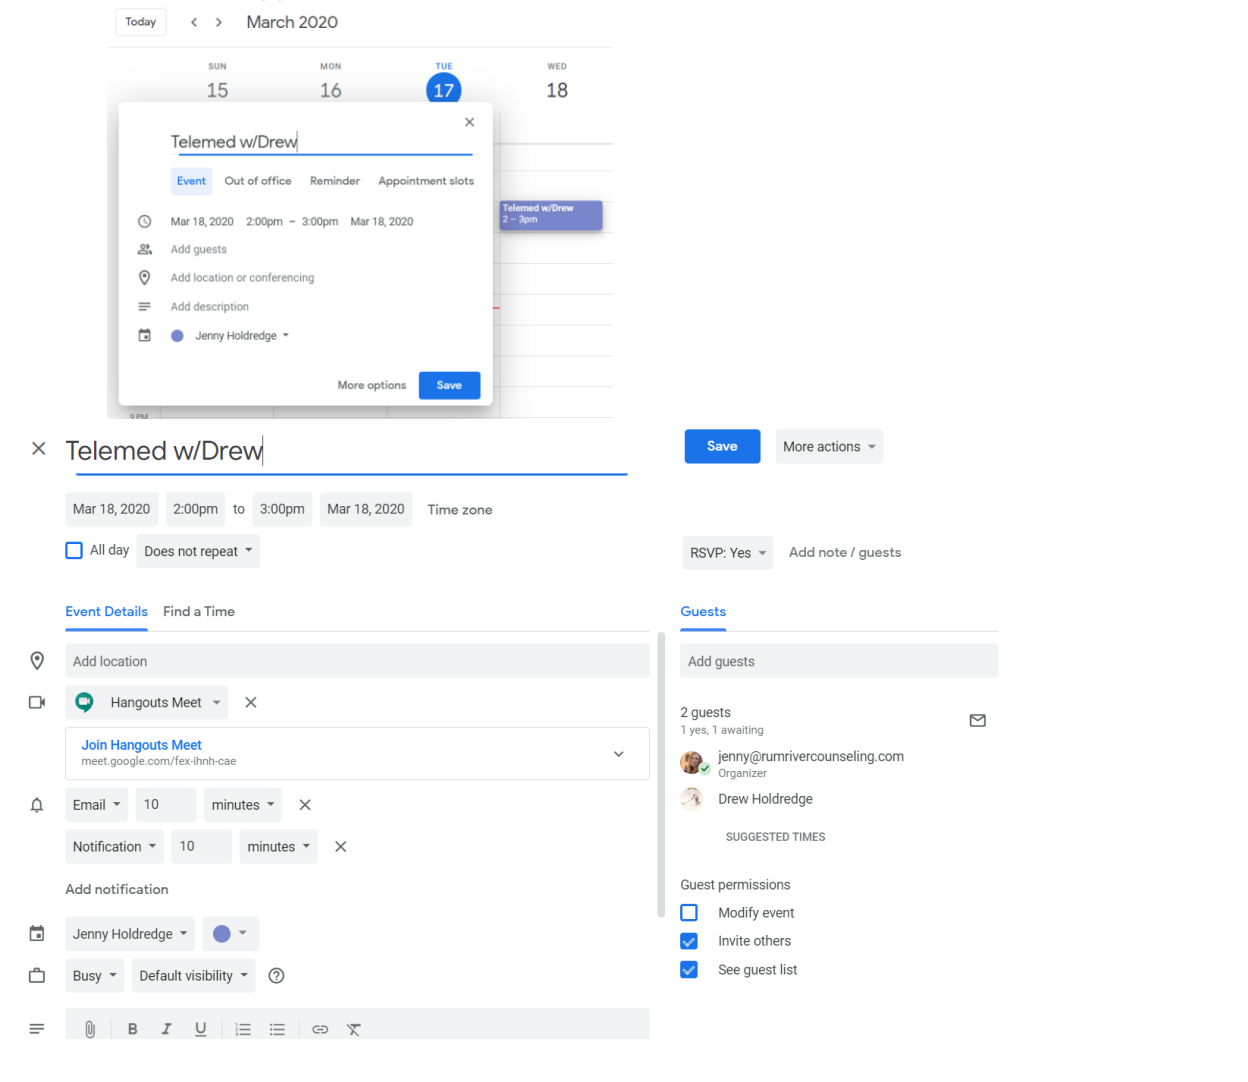 Today March 2020
SUN MON TUE WED
15 16 17 18
Telemed w/Drew
Event Out of office Reminder Appointment slots
Mar 18, 2020 2:00pm – 3:00pm Mar 18, 2020
Add guests
Add location or conferencing
Add description
Jenny Holdredge
More options Save
Telemed w/Drew
2 – 3pm
9 PM
Telemed w/Drew
Save More actions
Mar 18, 2020 2:00pm to 3:00pm Mar 18, 2020 Time zone
All day Does not repeat
RSVP: Yes Add note / guests
Event Details Find a Time
Add location
Hangouts Meet
Join Hangouts Meet
meet.google.com/fex-ihnh-cae
Email 10 minutes
Notification 10 minutes
Add notification
Jenny Holdredge
Busy Default visibility
B I U
Guests
Add guests
2 guests
1 yes, 1 awaiting
jenny@rumrivercounseling.com
Organizer
Drew Holdredge
SUGGESTED TIMES
Guest permissions
Modify event
Invite others
See guest list